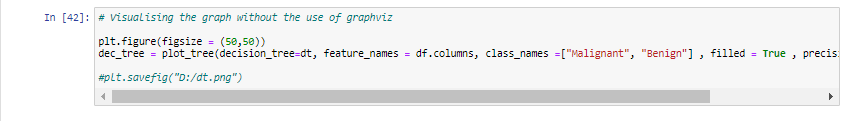 In [42]: # Visualising the graph without the use of graphviz
plt.figure(figsize = (50,50))
dec_tree = plot_tree(decision_tree=dt, feature_names = df.columns, class_names =["Malignant", "Benign"] , filled = True , precis
#plt.savefig("D:/dt.png")